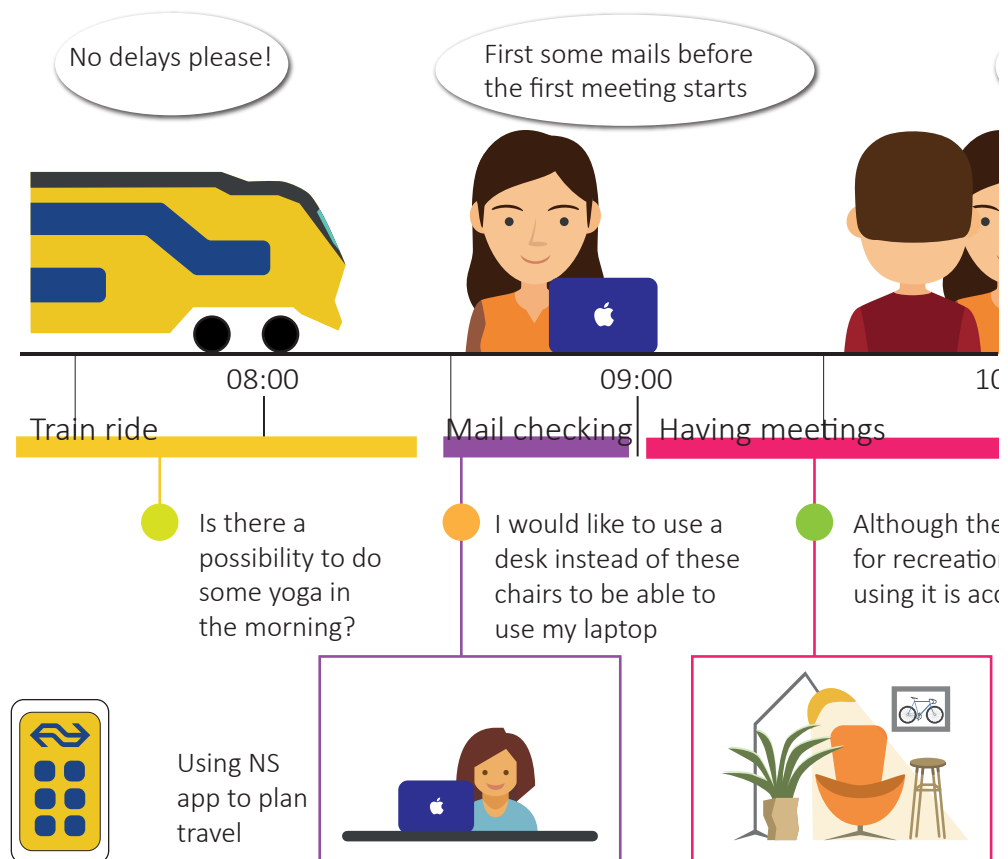 No delays please!
First some mails before
the first meeting starts
08:00
09:00
10
Train ride
Mail checking
Having meetings
Is there a
possibility to do
some yoga in
the morning?
I would like to use a
desk instead of these
chairs to be able to
use my laptop
Although the
for recreation
using it is
Using NS
app to plan
travel